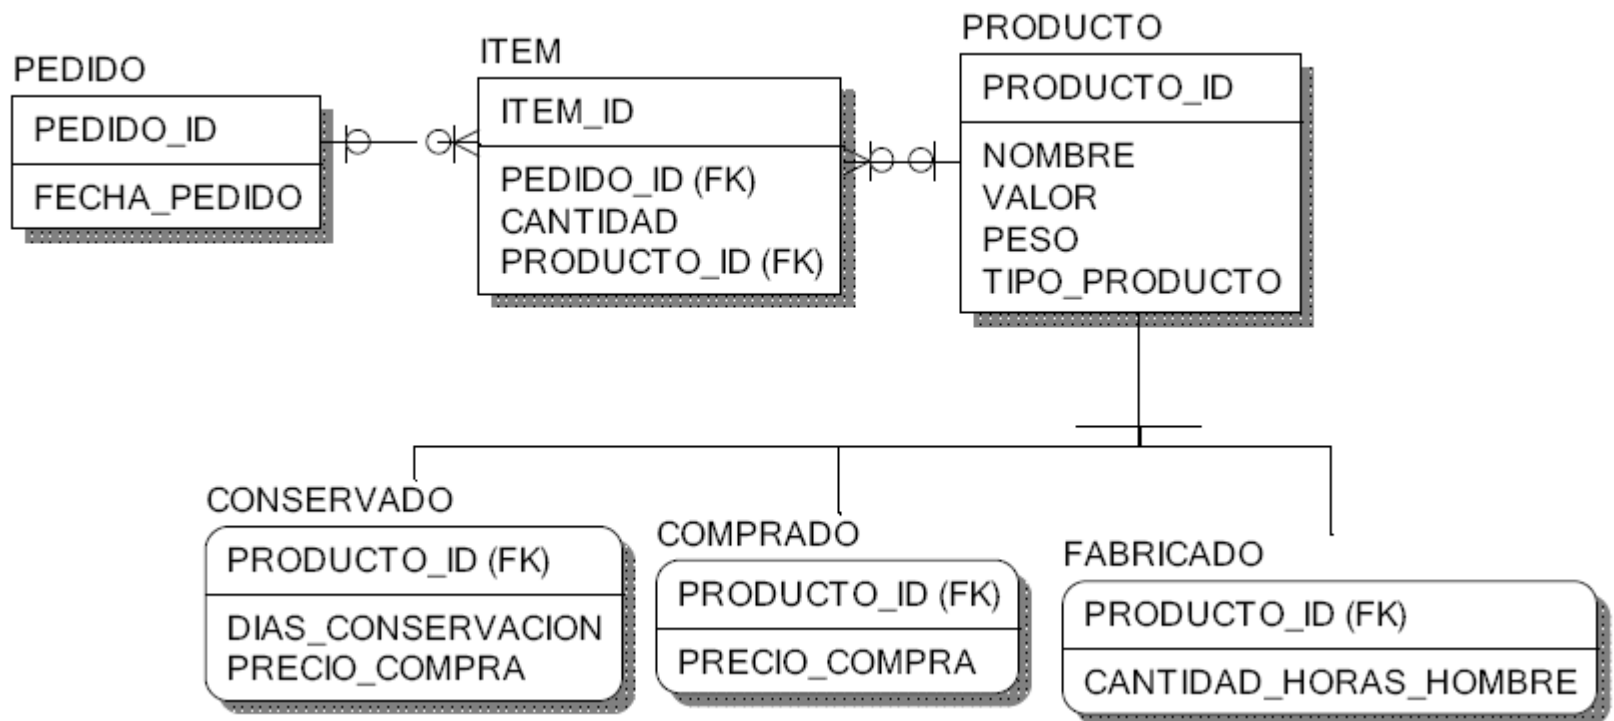 PEDIDO
PEDIDO_ID
FECHA_PEDIDO
ITEM
ITEM_ID
PEDIDO_ID (FK)
CANTIDAD
PRODUCTO_ID (FK)
PRODUCTO
PRODUCTO_ID
NOMBRE
VALOR
PESO
TIPO_PRODUCTO
CONSERVADO
PRODUCTO_ID (FK)
DIAS_CONSERVACION
PRECIO_COMPRA
COMPRADO
PRODUCTO_ID (FK)
PRECIO_COMPRA
FABRICADO
PRODUCTO_ID (FK)
CANTIDAD_HORAS_HOMBRE